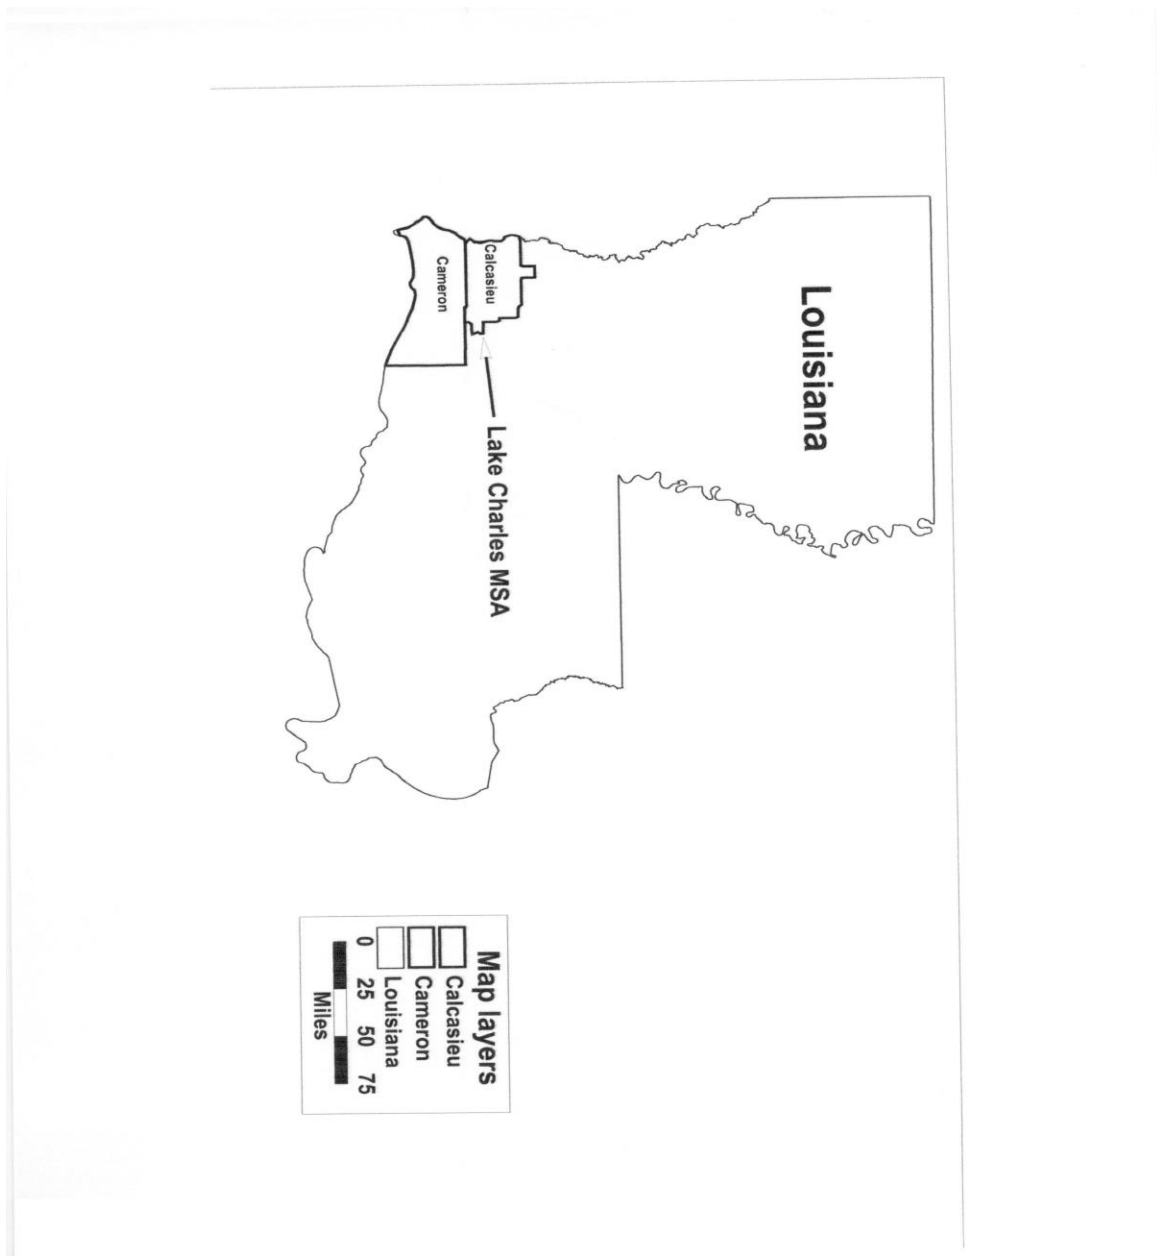 Louisiana
Calcasieu
Cameron
Lake Charles MSA
Map layers
Calcasieu
Cameron
Louisiana
0 25 50 75
Miles